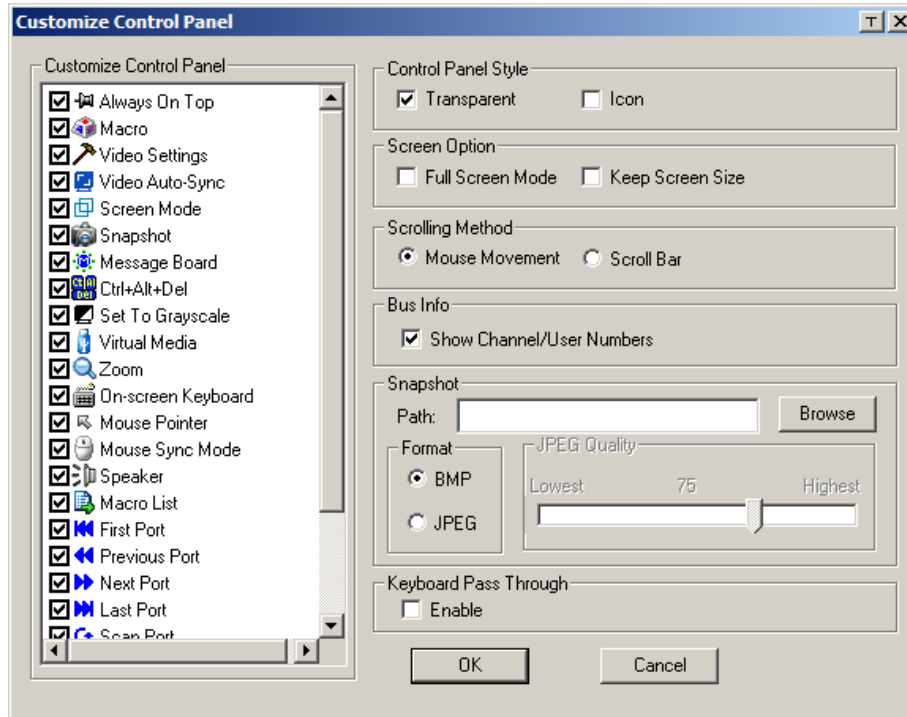 Customize Control Panel
T X
Customize Control Panel
Always On Top
Macro
Video Settings
Video Auto-Sync
Screen Mode
Snapshot
Message Board
Ctrl+Alt+Del
Set To Grayscale
Virtual Media
Zoom
On-screen Keyboard
Mouse Pointer
Mouse Sync Mode
Speaker
Macro List
First Port
Previous Port
Next Port
Last Port
Scan Port
Control Panel Style
Transparent Icon
Screen Option
Full Screen Mode Keep Screen Size
Scrolling Method
Mouse Movement Scroll Bar
Bus Info
Show Channel/User Numbers
Snapshot
Path: Browse
Format
BMP
JPEG
JPEG Quality
Lowest 75 Highest
Keyboard Pass Through
Enable
OK Cancel